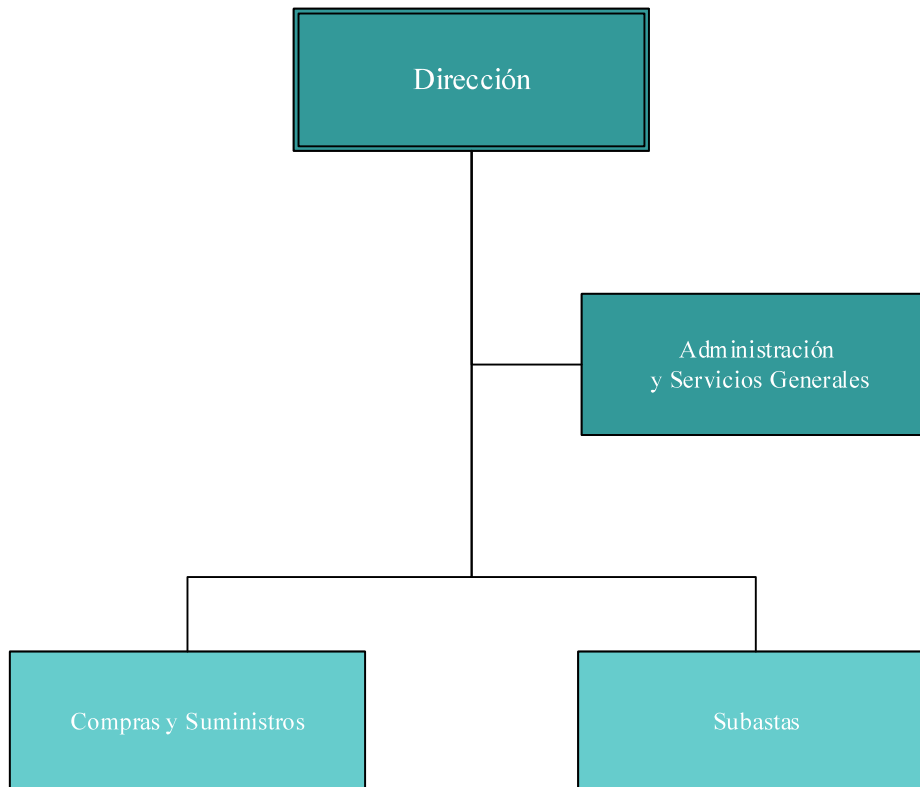 Dirección
Administración
y Servicios Generales
Compras y Suministros
Subastas